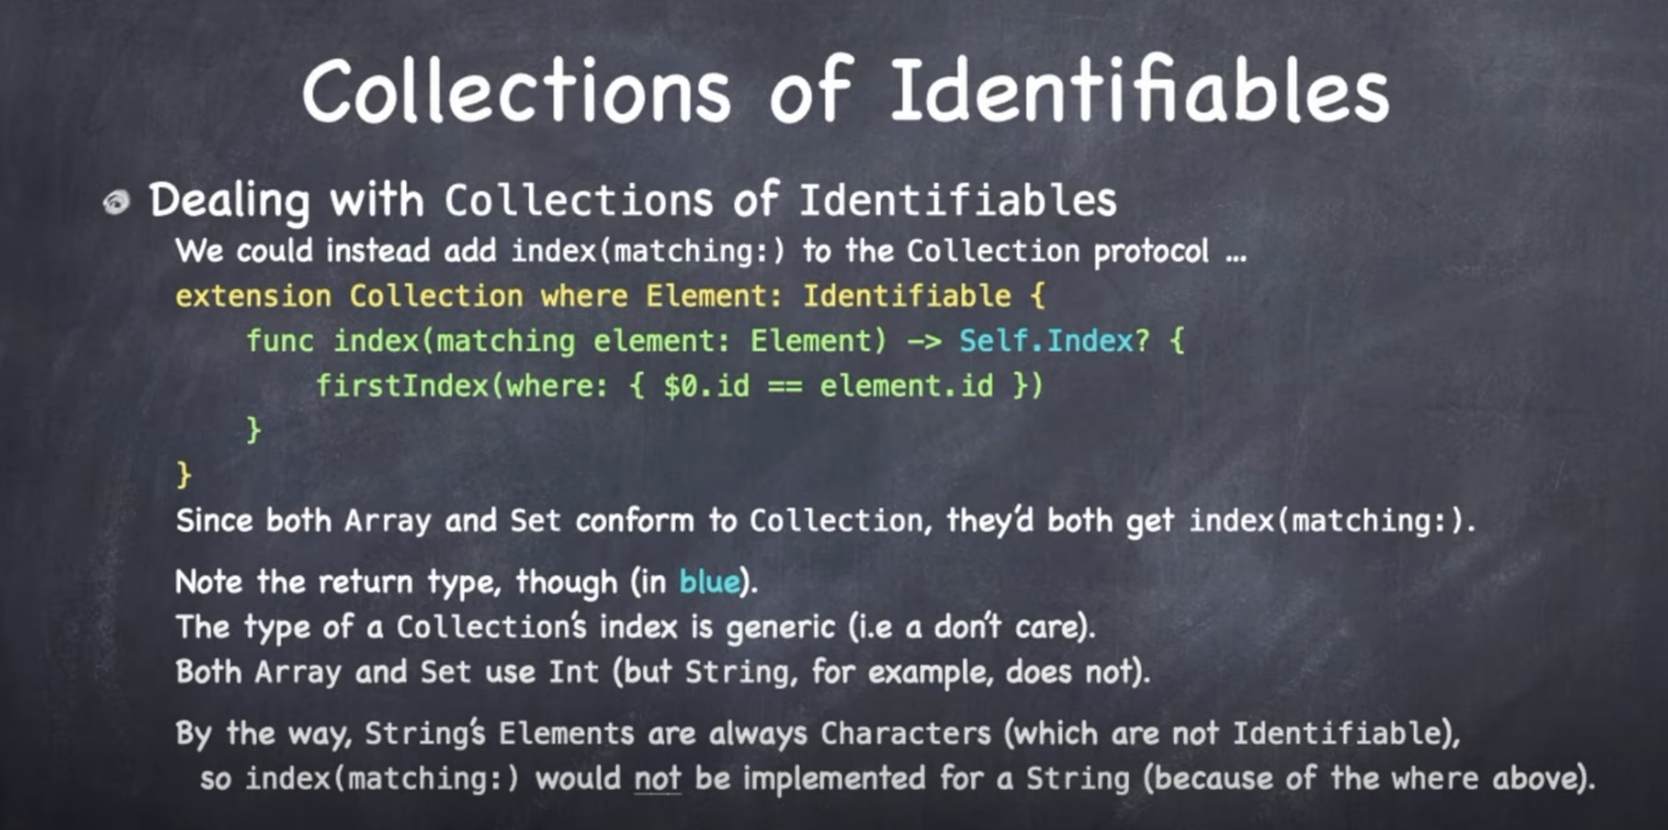 Collections of Identifiables
Dealing with Collections of Identifiables
We could instead add index(matching:) to the Collection protocol ...
extension Collection where Element: Identifiable {
func index(matching element: Element) -> Self.Index? {
firstIndex(where: { $0.id == element.id })
}
}
Since both Array and Set conform to Collection, they'd both get index(matching:).
Note the return type, though (in blue).
The type of a Collection's index is generic (i.e a don't care).
Both Array and Set use Int (but String, for example, does not).
By the way, String's Elements are always Characters (which are not Identifiable),
so index(matching:) would not be implemented for a String (because of the where above).